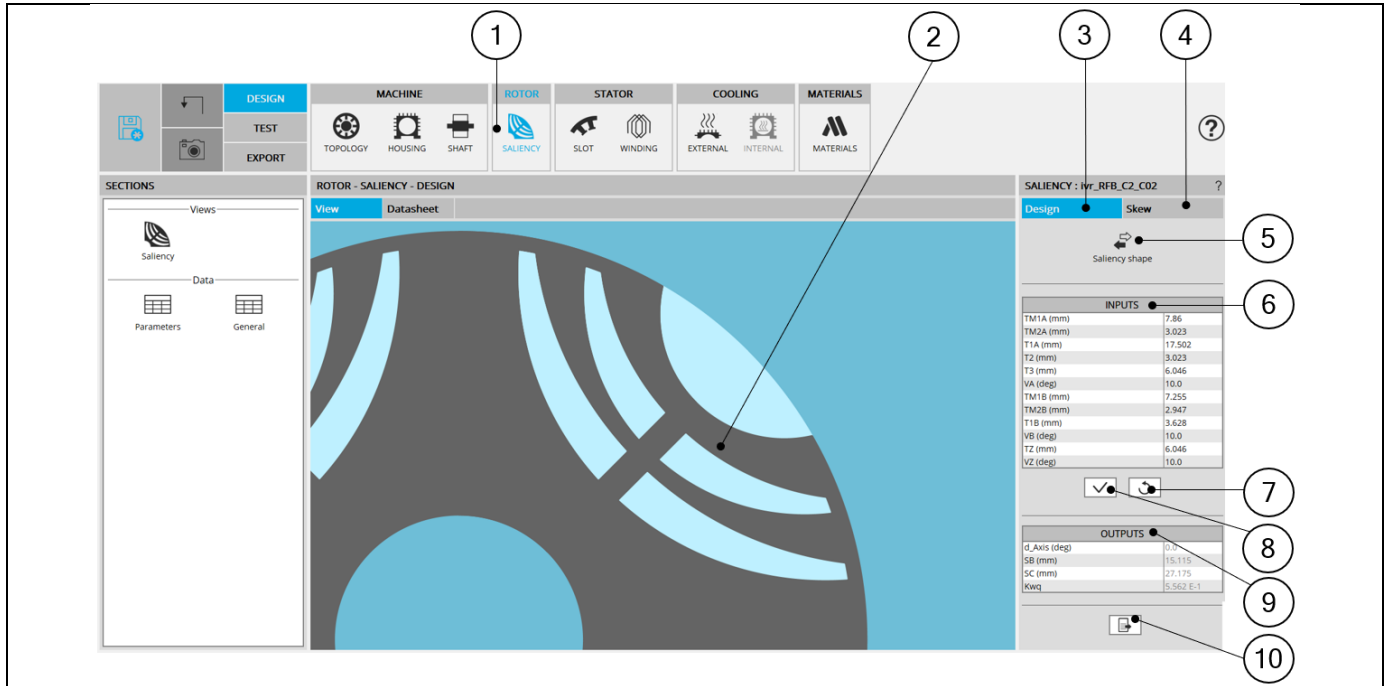 1
2
3
4
DESIGN
MACHINE
ROTOR
STATOR
COOLING
MATERIALS
TEST
EXPORT
TOPOLOGY
HOUSING
SHAFT
SALIENCY
SLOT
WINDING
EXTERNAL
INTERNAL
MATERIALS
?
SECTIONS
ROTOR - SALIENCY - DESIGN
SALIENCY : ivr_RFB_C2_C02 ?
Views
View
Datasheet
Design
Skew
5
Saliency
Saliency shape
Data
Parameters
General
6
INPUTS
TM1A (mm) 7.86
TM2A (mm) 3.023
T1A (mm) 17.502
T2 (mm) 3.023
T3 (mm) 6.046
VA (deg) 10.0
TM1B (mm) 7.255
TM2B (mm) 2.947
T1B (mm) 3.628
VB (deg) 10.0
TZ (mm) 6.046
VZ (deg) 10.0
7
8
OUTPUTS
d_Axis (deg) 0.0
SB (mm) 15.115
SC (mm) 27.175
Kwq 5.562 E-1
9
10